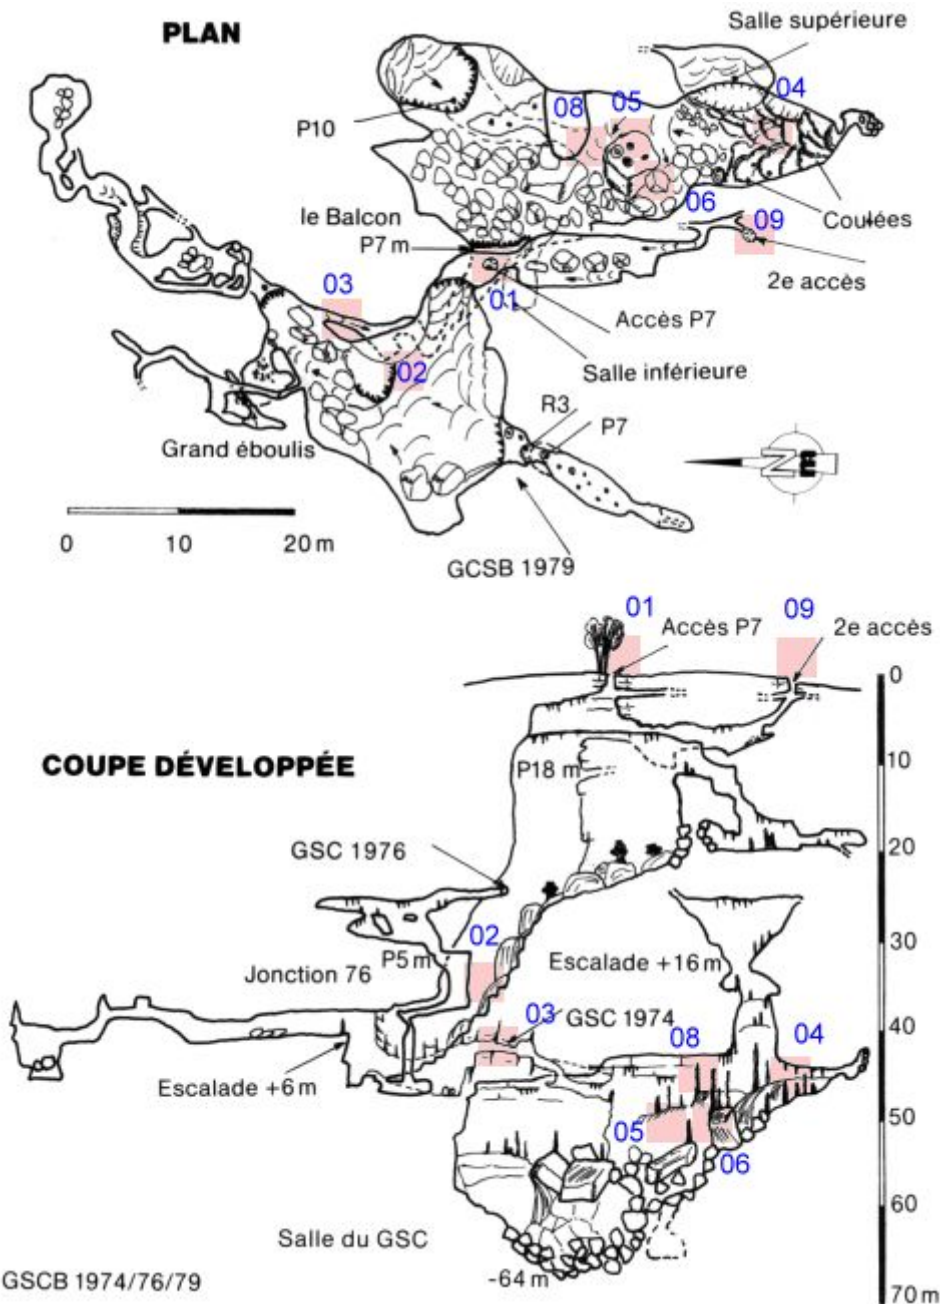 PLAN
Salle supérieure
04
08
05
P10
06
le Balcon
Coulées
P7 m
09
2e accès
03
01
Accès P7
02
Salle inférieure
R3
P7
Grand éboulis
N
0 10 20 m
GCSB 1979
01
09
Accès P7
2e accès
0
COUPE DÉVELOPPÉE
P18 m
10
GSC 1976
20
02
30
P5 m
Escalade +16 m
Jonction 76
03
GSC 1974
08
04
40
Escalade +6 m
05
50
06
60
Salle du GSC
-64 m
GSCB 1974/76/79
70 m